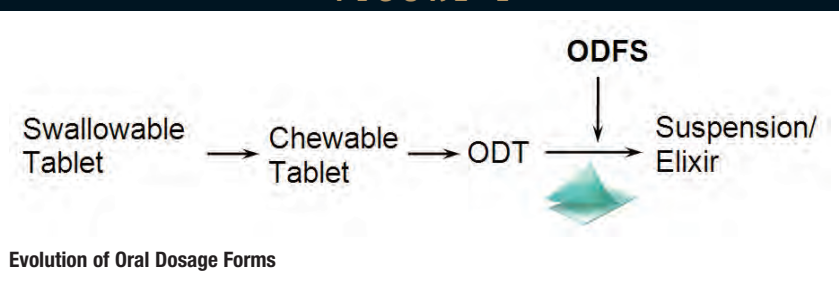 ODFS
Swallowable
Tablet
Chewable
Tablet
ODT
Suspension/
Elixir
Evolution of Oral Dosage Forms